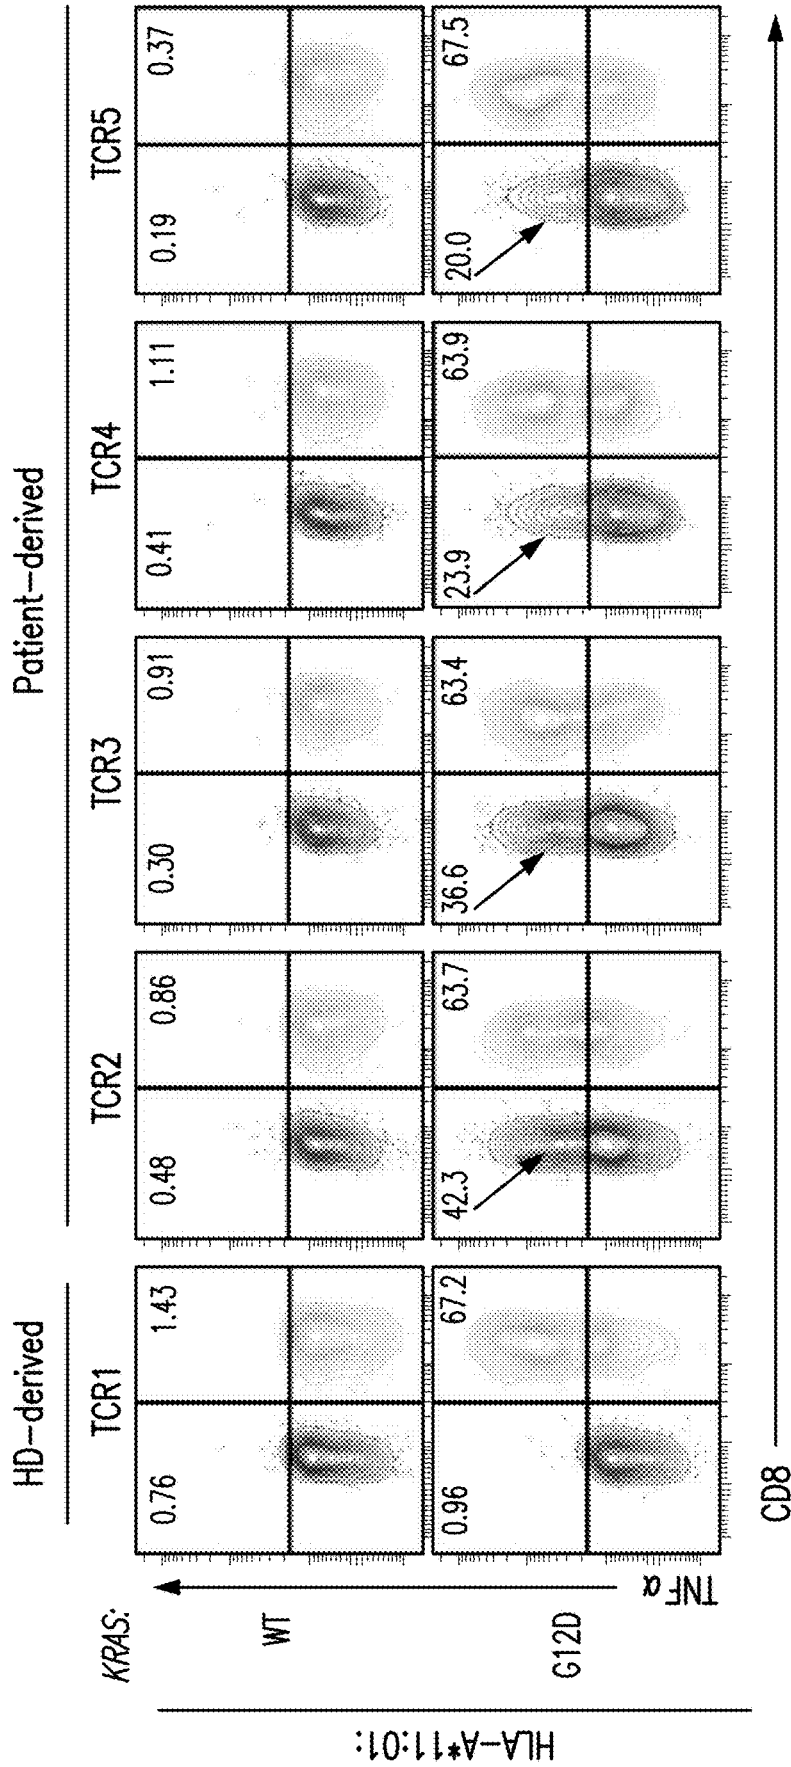 HD–derived
Patient–derived
TCR1
TCR2
TCR3
TCR4
TCR5
KRAS:
HLA–A*11:01:
WT
0.76
1.43
0.48
0.86
0.30
0.91
0.41
1.11
0.19
0.37
G12D
0.96
67.2
42.3
63.7
36.6
63.4
23.9
63.9
20.0
67.5
TNF α
CD8